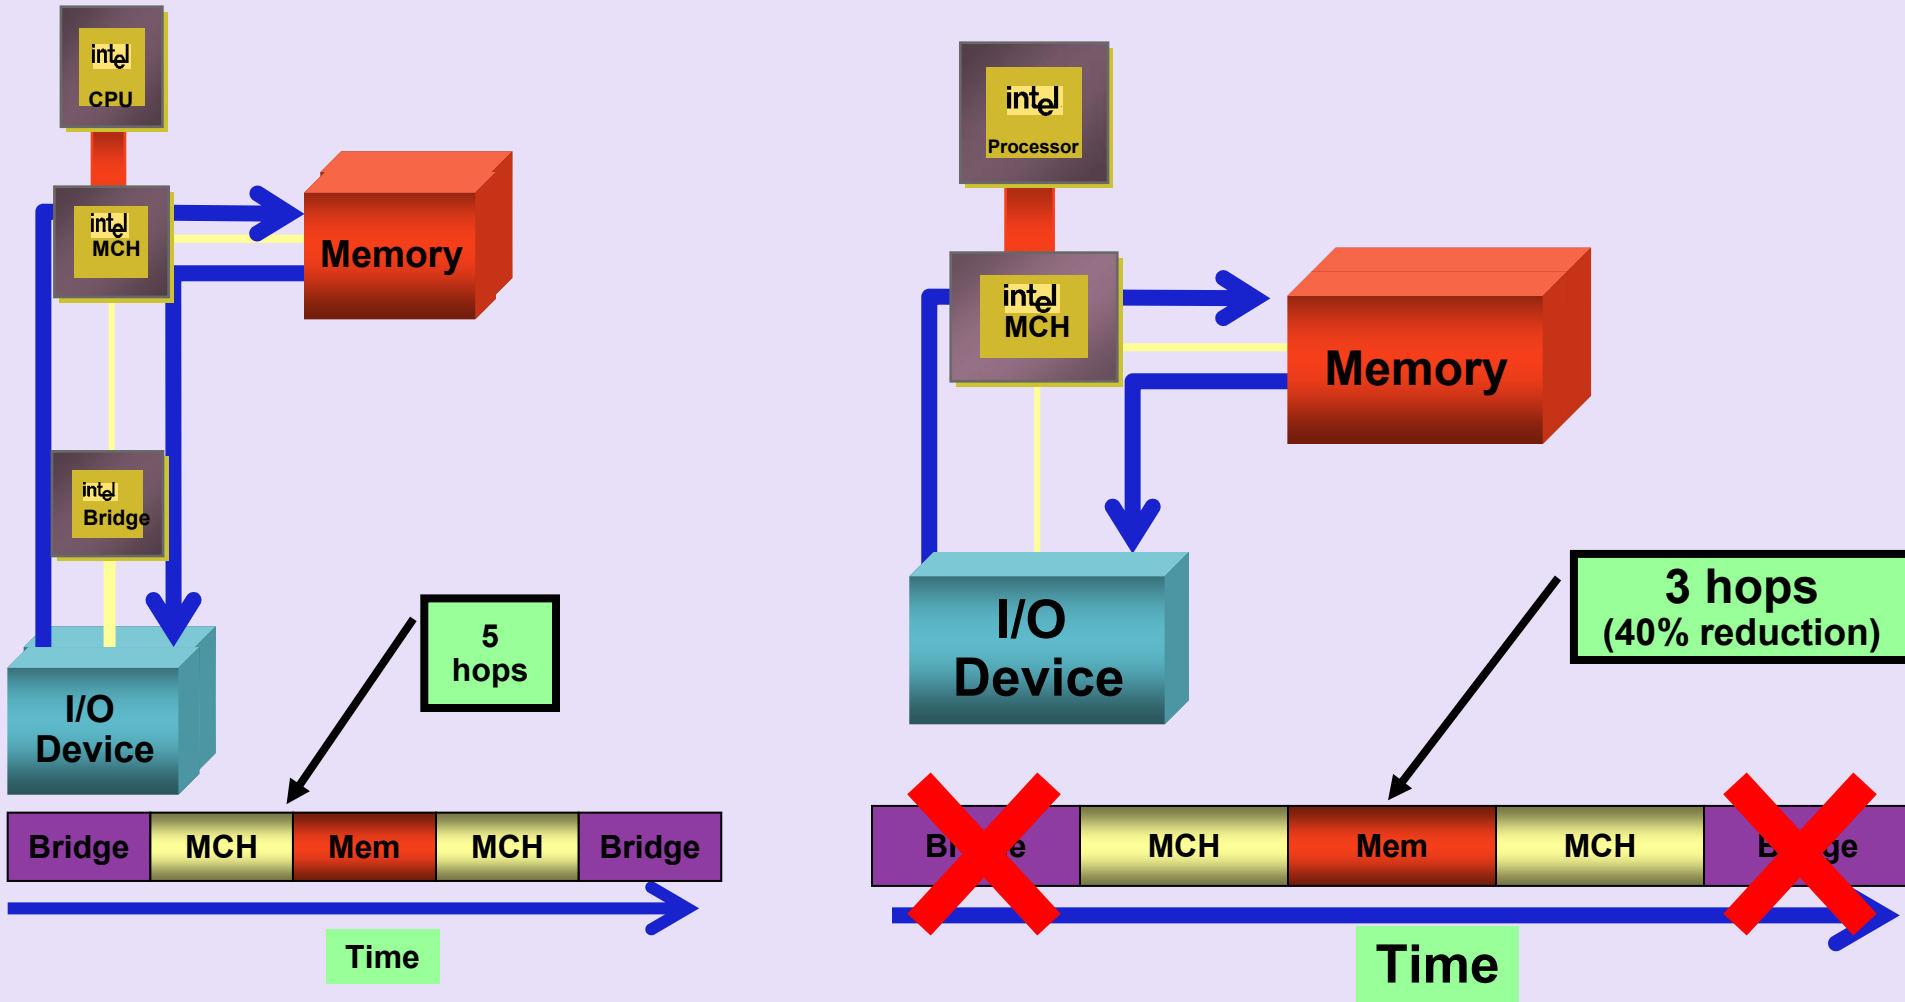 intel
CPU
intel
MCH
Memory
intel
Bridge
I/O
Device
5
hops
Bridge MCH Mem MCH Bridge
Time
intel
Processor
intel
MCH
Memory
I/O
Device
3 hops
(40% reduction)
MCH Mem MCH
Time